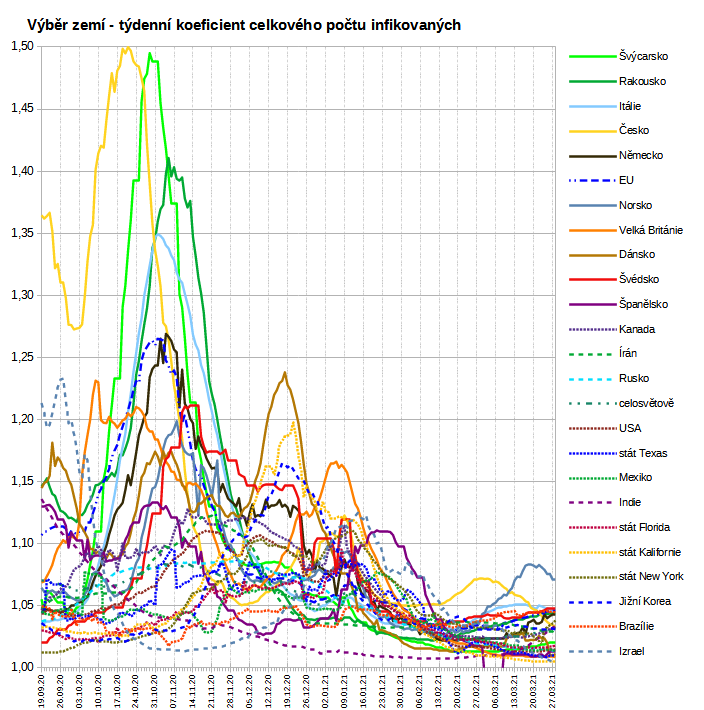 Výběr zemí - týdenní koeficient celkového počtu infikovaných
1,50
1,45
1,40
1,35
1,30
1,25
1,20
1,15
1,10
1,05
1,00
19.09.20
26.09.20
03.10.20
10.10.20
17.10.20
24.10.20
31.10.20
07.11.20
14.11.20
21.11.20
28.11.20
05.12.20
12.12.20
19.12.20
26.12.20
02.01.21
09.01.21
16.01.21
23.01.21
30.01.21
06.02.21
13.02.21
20.02.21
27.02.21
06.03.21
13.03.21
20.03.21
27.03.21
Švýcarsko
Rakousko
Itálie
Česko
Německo
EU
Norsko
Velká Británie
Dánsko
Švédsko
Španělsko
Kanada
Írán
Rusko
celosvětově
USA
stát Texas
Mexiko
Indie
stát Florida
stát Kalifornie
stát New York
Jižní Korea
Brazílie
Izrael